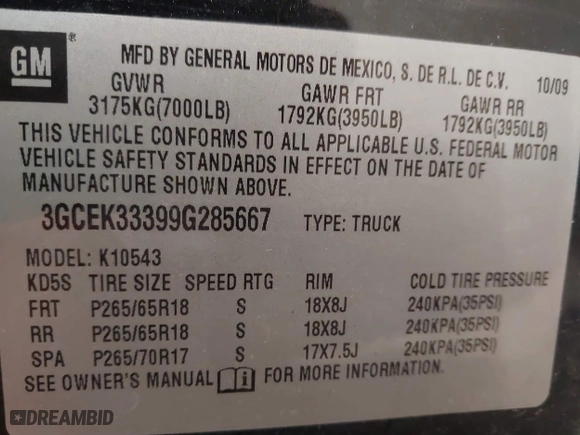 GM ®
MFD BY GENERAL MOTORS DE MEXICO, S. DE R.L. DE C.V. 10/09
GVWR GAWR FRT GAWR RR
3175KG(7000LB) 1792KG(3950LB) 1792KG(3950LB)
THIS VEHICLE CONFORMS TO ALL APPLICABLE U.S. FEDERAL MOTOR
VEHICLE SAFETY STANDARDS IN EFFECT ON THE DATE OF
MANUFACTURE SHOWN ABOVE.
3GCEK33399G285667 TYPE: TRUCK
MODEL: K10543
KD5S TIRE SIZE SPEED RTG RIM COLD TIRE PRESSURE
FRT P265/65R18 S 18X8J 240KPA(35PSI)
RR P265/65R18 S 18X8J 240KPA(35PSI)
SPA P265/70R17 S 17X7.5J 240KPA(35PSI)
SEE OWNER'S MANUAL FOR MORE INFORMATION.
DREAMBID